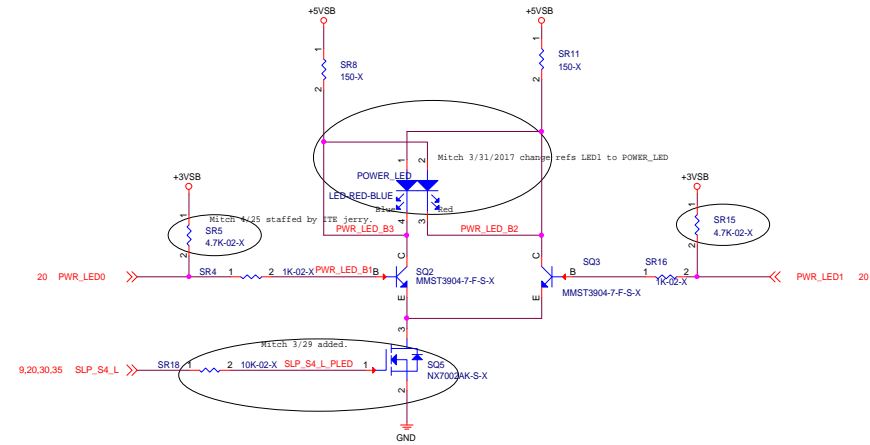 +5VSB
+5VSB
1
SR8
150-X
2
1
SR11
150-X
2
Mitch 3/31/2017 change refs LED1 to POWER_LED
1
2
POWER_LED
LED-RED-BLUE
Blue
Red
4
3
+3VSB
+3VSB
Mitch 4/25 staffed by ITE jerry.
1
SR5
4.7K-02-X
2
1
SR15
4.7K-02-X
2
PWR_LED_B3
PWR_LED_B2
20 PWR_LED0
SR4
1
2
1K-02-X
PWR_LED_B1
B
C
E
SQ2
MMST3904-7-F-S-X
C
B
E
SQ3
MMST3904-7-F-S-X
1
SR16
2
1K-02-X
PWR_LED1 20
Mitch 3/29 added.
9,20,30,35 SLP_S4_L
SR18
1
2
10K-02-X
SLP_S4_L_PLED
1
3
SQ5
NX7002AK-S-X
2
GND